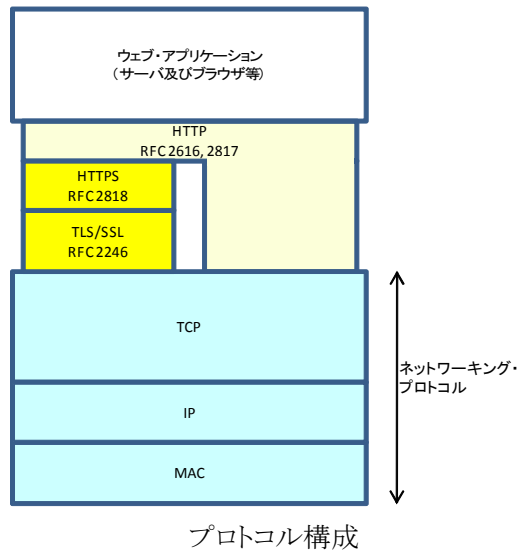 ウェブ・アプリケーション
(サーバ及びブラウザ等)
HTTP
RFC2616, 2817
HTTPS
RFC2818
TLS/SSL
RFC2246
TCP
IP
MAC
ネットワーキング・
プロトコル
プロトコル構成